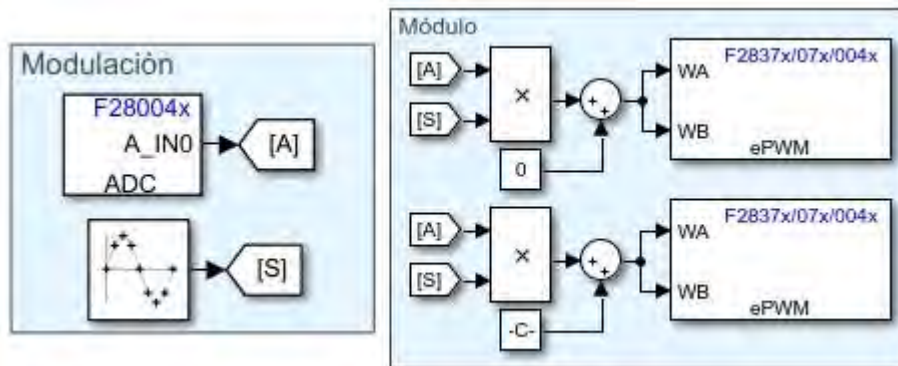 Modulaciòn
F28004x
A_IN0
ADC
[A]
[S]
Módulo
[A]
[S]
×
0
F2837x/07x/004x
WA
WB
ePWM
[A]
[S]
×
-C-
F2837x/07x/004x
WA
WB
ePWM